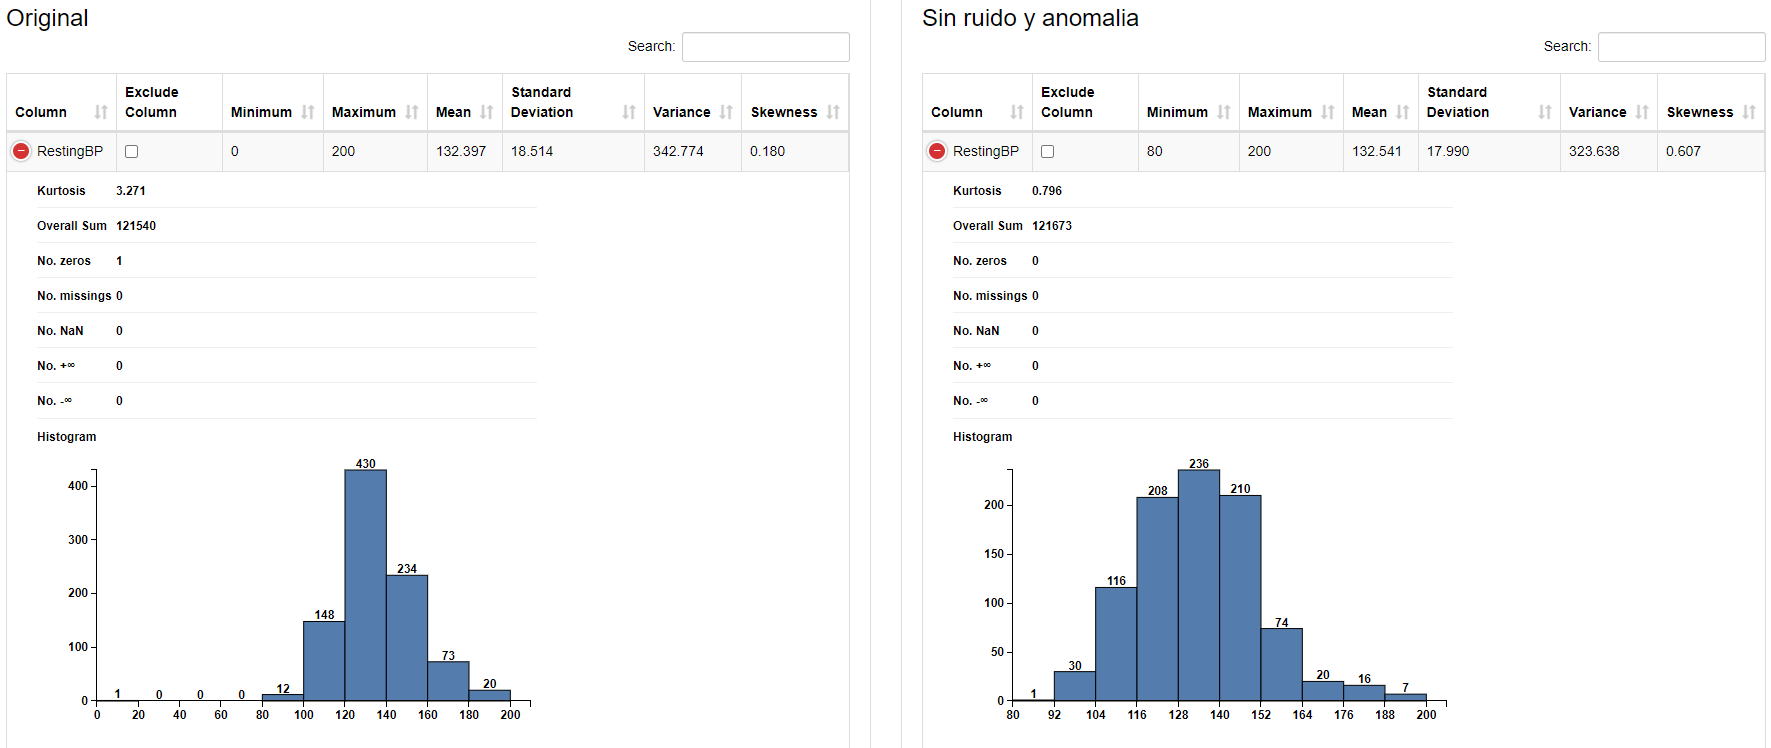 Original
Search:
Column Exclude Column Minimum Maximum Mean Standard Deviation Variance Skewness
RestingBP 0 200 132.397 18.514 342.774 0.180
Kurtosis 3.271
Overall Sum 121540
No. zeros 1
No. missings 0
No. NaN 0
No. +∞ 0
No. -∞ 0
Histogram
430
400
300
234
200
148
100
73
20
12
1 0 0 0
0
0 20 40 60 80 100 120 140 160 180 200
Sin ruido y anomalia
Search:
Column Exclude Column Minimum Maximum Mean Standard Deviation Variance Skewness
RestingBP 80 200 132.541 17.990 323.638 0.607
Kurtosis 0.796
Overall Sum 121673
No. zeros 0
No. missings 0
No. NaN 0
No. +∞ 0
No. -∞ 0
Histogram
236
208 210
200
150
116
100
74
50
30
20 16
7
1
0
80 92 104 116 128 140 152 164 176 188 200